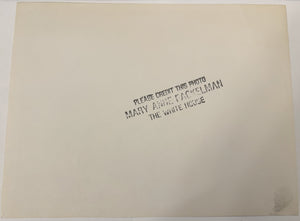 PLEASE CREDIT THIS PHOTO
MARY ANNE FACKELMAN
THE WHITE HOUSE